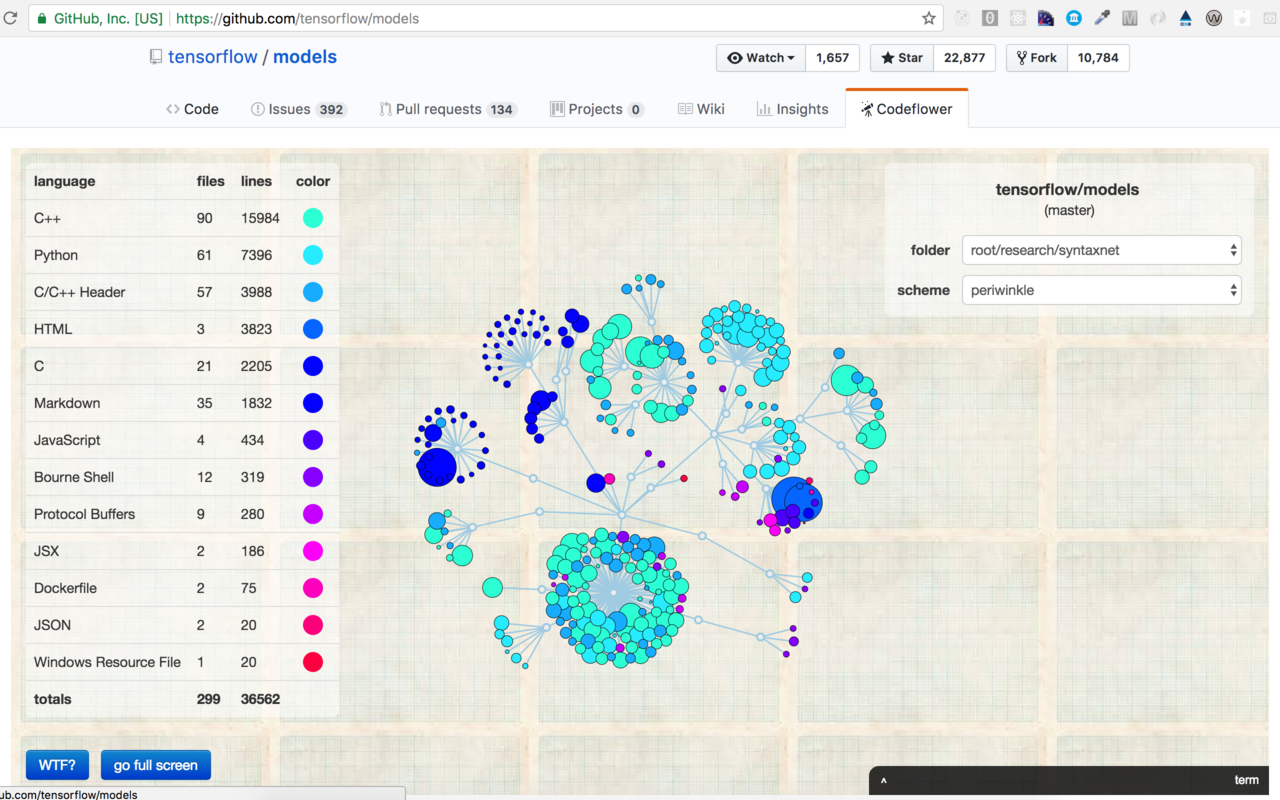 GitHub, Inc. [US] https://github.com/tensorflow/models
tensorflow / models
Watch 1,657 Star 22,877 Fork 10,784
Code Issues 392 Pull requests 134 Projects 0 Wiki Insights Codeflower
language files lines color
C++ 90 15984
Python 61 7396
C/C++ Header 57 3988
HTML 3 3823
C 21 2205
Markdown 35 1832
JavaScript 4 434
Bourne Shell 12 319
Protocol Buffers 9 280
JSX 2 186
Dockerfile 2 75
JSON 2 20
Windows Resource File 1 20
totals 299 36562
tensorflow/models
(master)
folder root/research/syntaxnet
scheme periwinkle
WTF? go full screen
^ term
ub.com/tensorflow/models